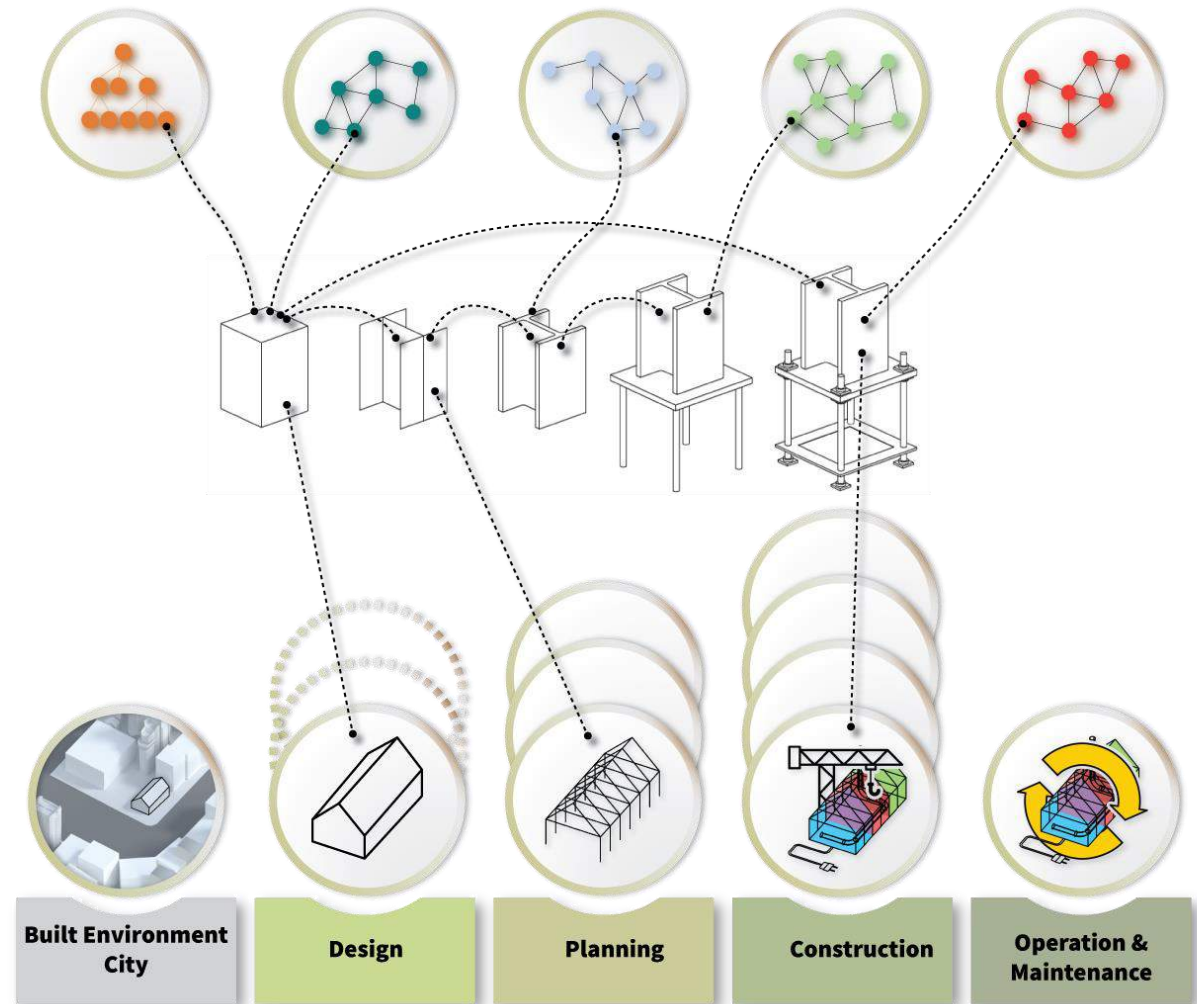 Built Environment
City
Design
Planning
Construction
Operation &
Maintenance